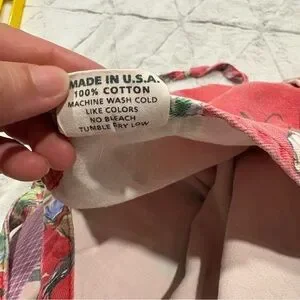 MADE IN U.S.A.
100% COTTON
MACHINE WASH COLD
LIKE COLORS
NO BLEACH
TUMBLE DRY LOW